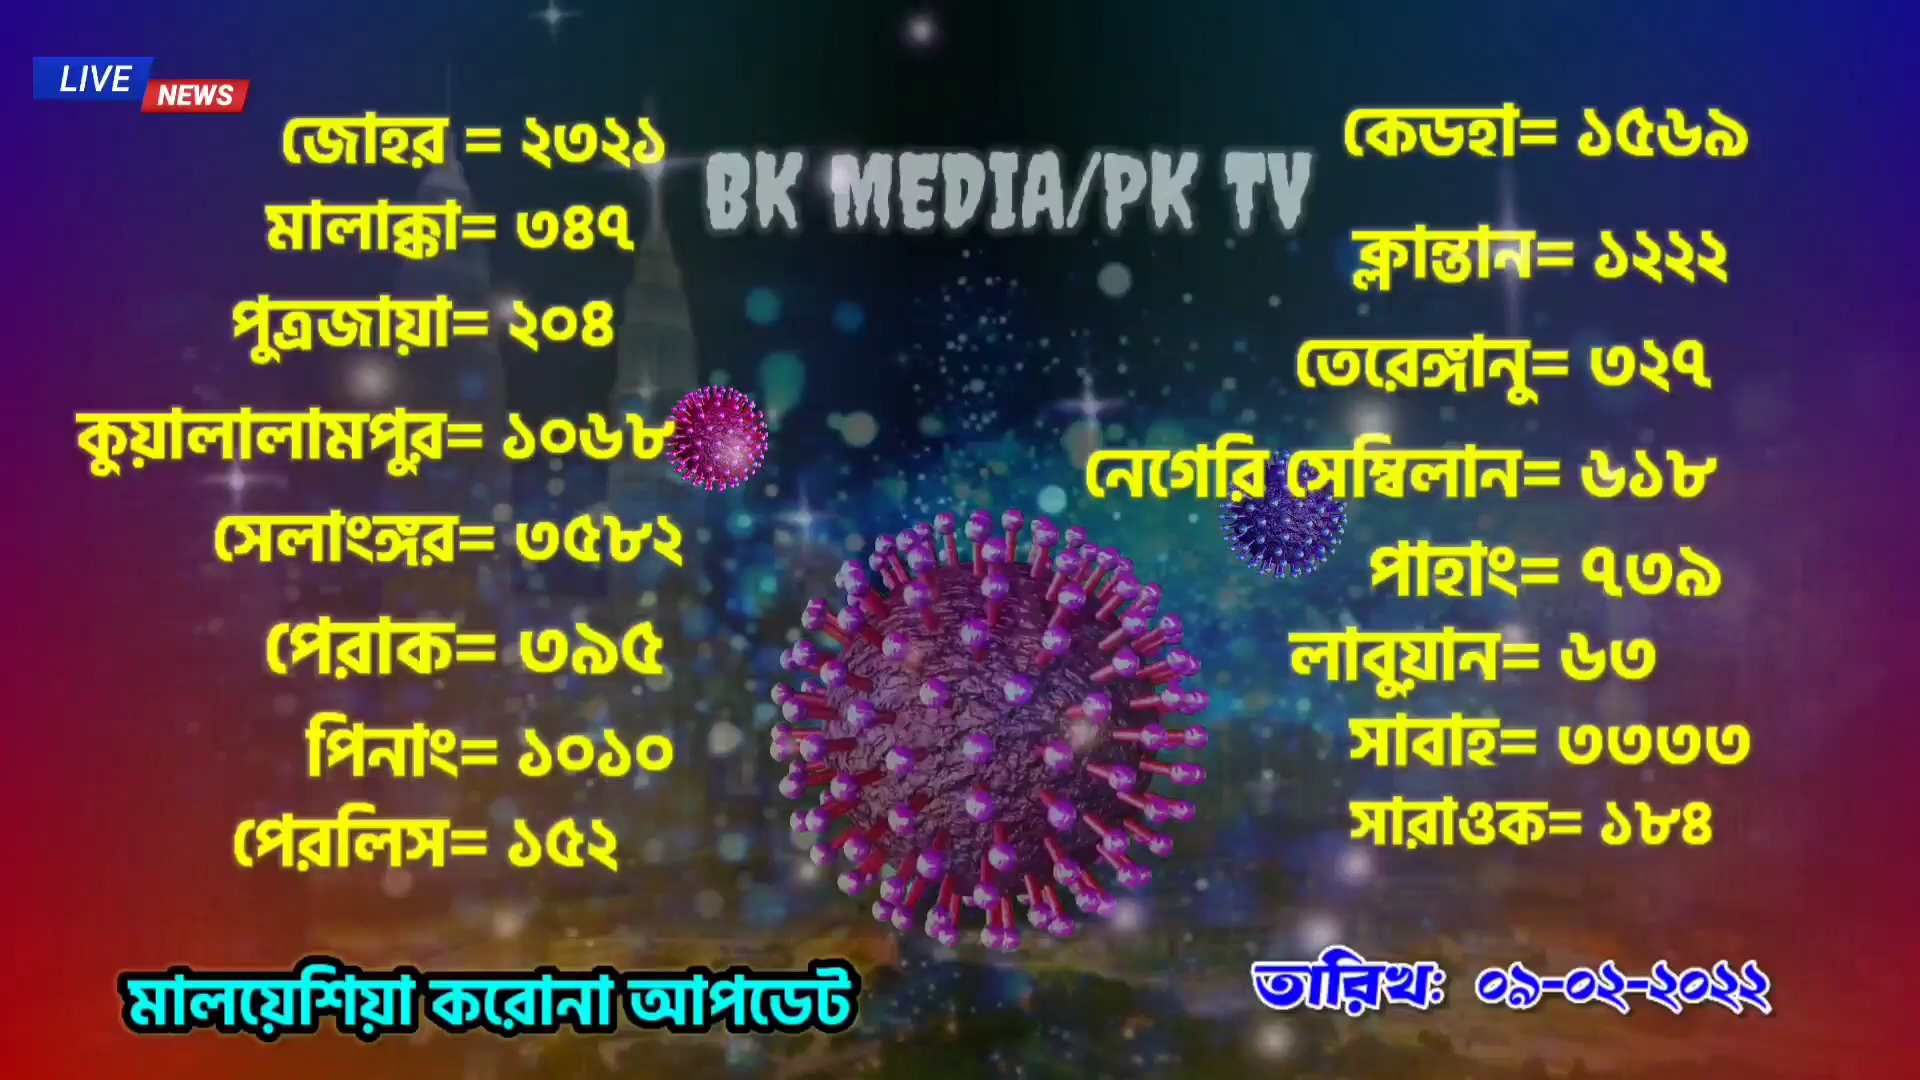 LIVE
NEWS
BK MEDIA/PK TV
জোহর = ২৩২১
মালাক্কা= ৩৪৭
পুত্রজায়া= ২০৪
কুয়ালালামপুর= ১০৬৮
সেলাংঙ্গর= ৩৫৮২
পেরাক= ৩৯৫
পিনাং= ১০১০
পেরলিস= ১৫২
কেডহা= ১৫৬৯
ক্লান্তান= ১২২২
তেরেঙ্গানু= ৩২৭
নেগেরি সেম্বিলান= ৬১৮
পাহাং= ৭৩৯
লাবুয়ান= ৬৩
সাবাহ= ৩৩৩৩
সারাওক= ১৮৪
মালয়েশিয়া করোনা আপডেট
তারিখঃ ০৯-০২-২০২২